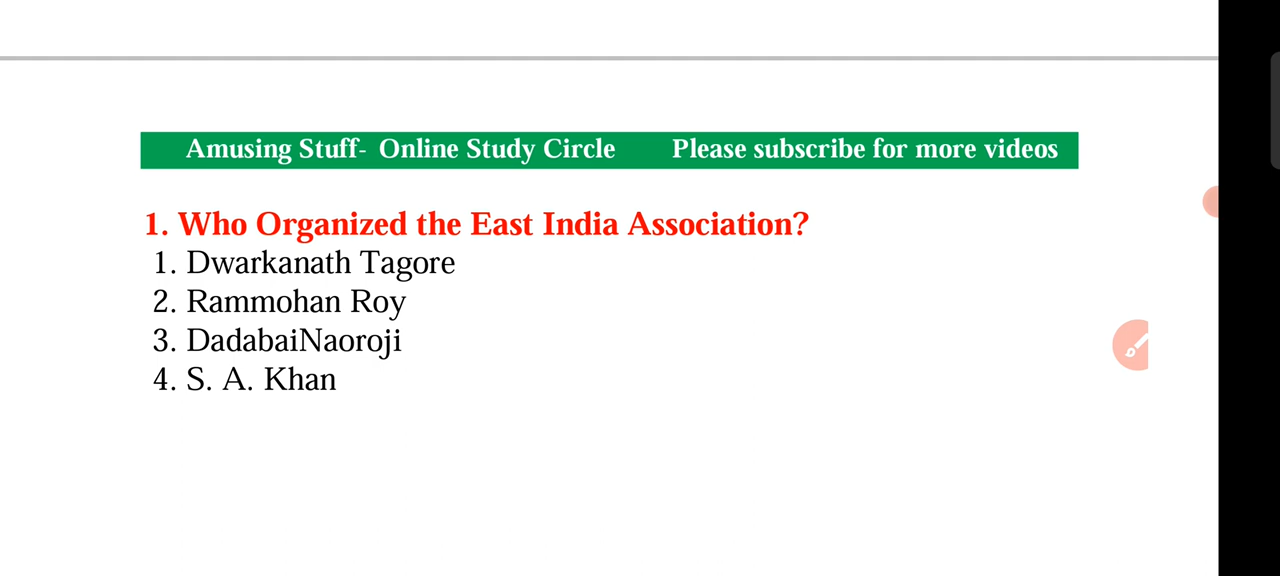 Amusing Stuff- Online Study Circle Please subscribe for more videos
1. Who Organized the East India Association?
1. Dwarkanath Tagore
2. Rammohan Roy
3. DadabaiNaoroji
4. S. A. Khan